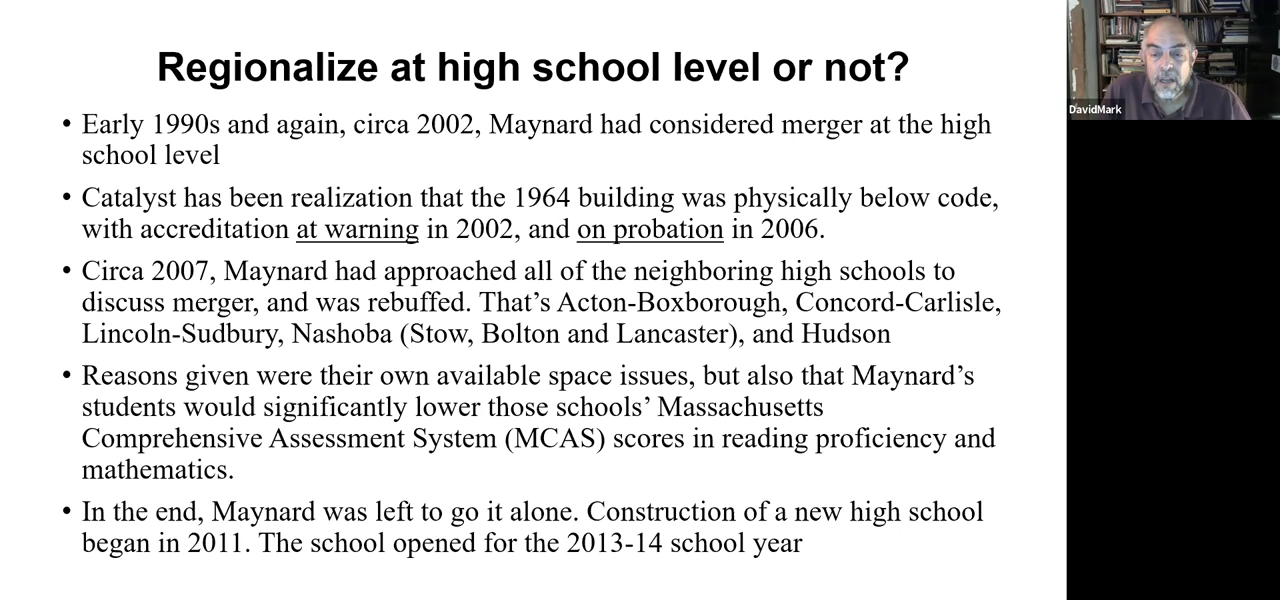 Regionalize at high school level or not?
• Early 1990s and again, circa 2002, Maynard had considered merger at the high
school level
• Catalyst has been realization that the 1964 building was physically below code,
with accreditation at warning in 2002, and on probation in 2006.
• Circa 2007, Maynard had approached all of the neighboring high schools to
discuss merger, and was rebuffed. That’s Acton-Boxborough, Concord-Carlisle,
Lincoln-Sudbury, Nashoba (Stow, Bolton and Lancaster), and Hudson
• Reasons given were their own available space issues, but also that Maynard’s
students would significantly lower those schools’ Massachusetts
Comprehensive Assessment System (MCAS) scores in reading proficiency and
mathematics.
• In the end, Maynard was left to go it alone. Construction of a new high school
began in 2011. The school opened for the 2013-14 school year
DavidMark